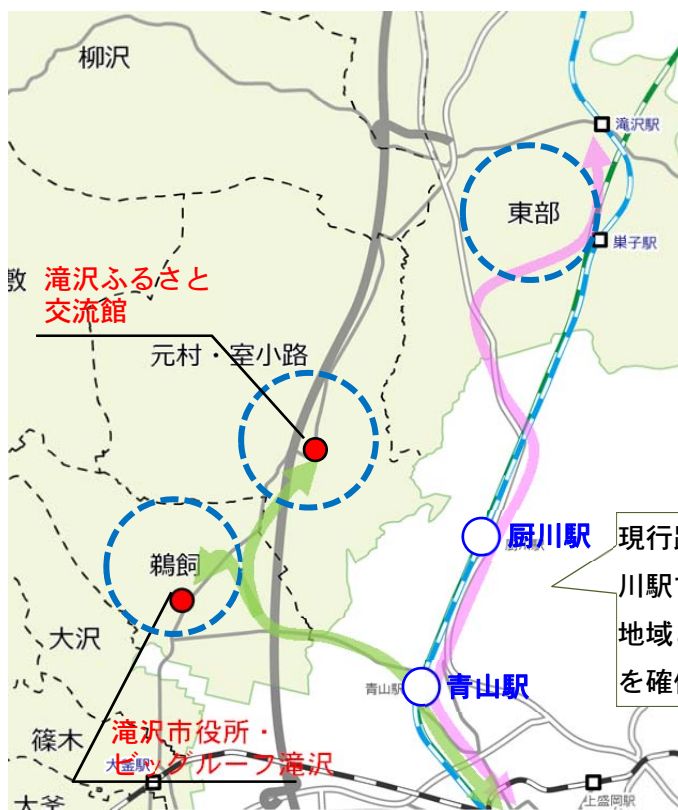 柳沢
滝沢駅
東部
巣子駅
敷
滝沢ふるさと
交流館
元村・室小路
厨川駅
現行路
川駅で
地域
を確保
鵜飼
大沢
青山駅
青山駅
篠木
滝沢市役所・
ビッグルーフ滝沢
大釜駅
大釜
上盛岡駅